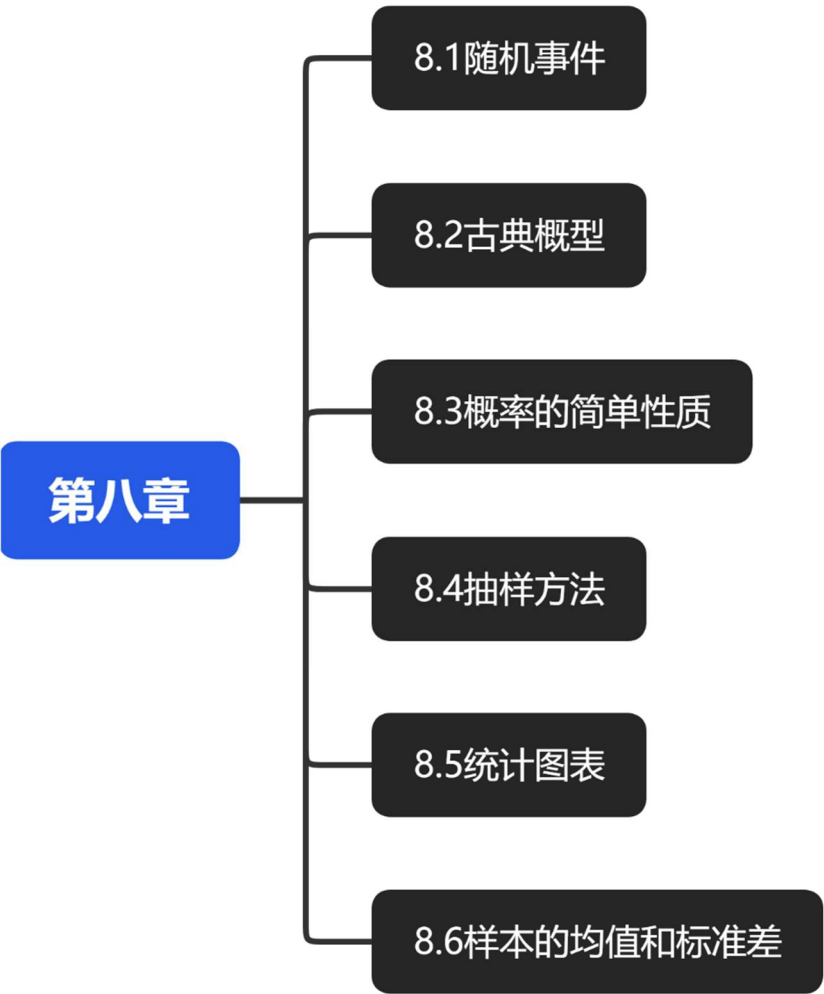 第八章
8.1随机事件
8.2古典概型
8.3概率的简单性质
8.4抽样方法
8.5统计图表
8.6样本的均值和标准差